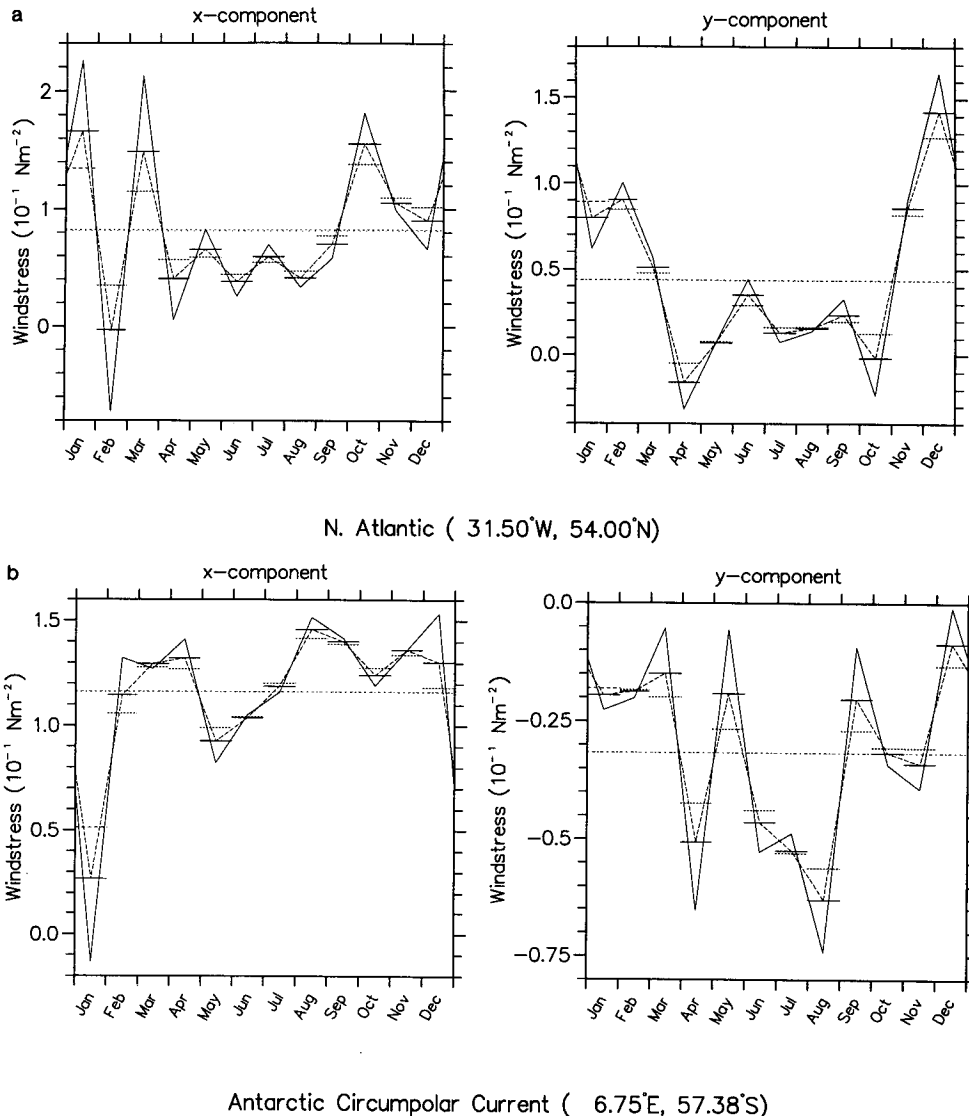 a
x-component
y-component
Windstress (10⁻¹ Nm⁻²)
2
1
0
Jan Feb Mar Apr May Jun Jul Aug Sep Oct Nov Dec
Windstress (10⁻¹ Nm⁻²)
1.5
1.0
0.5
0.0
Jan Feb Mar Apr May Jun Jul Aug Sep Oct Nov Dec
N. Atlantic ( 31.50°W, 54.00°N)
b
x-component
y-component
Windstress (10⁻¹ Nm⁻²)
1.5
1.0
0.5
0.0
Jan Feb Mar Apr May Jun Jul Aug Sep Oct Nov Dec
Windstress (10⁻¹ Nm⁻²)
0.0
-0.25
-0.5
-0.75
Jan Feb Mar Apr May Jun Jul Aug Sep Oct Nov Dec
Antarctic Circumpolar Current ( 6.75°E, 57.38°S)